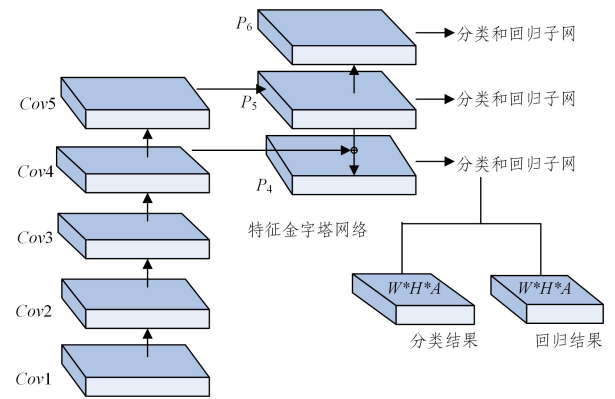 P6
分类和回归子网
Cov5
P5
分类和回归子网
Cov4
P4
分类和回归子网
Cov3
特征金字塔网络
Cov2
W*H*A
W*H*A
分类结果
回归结果
Cov1